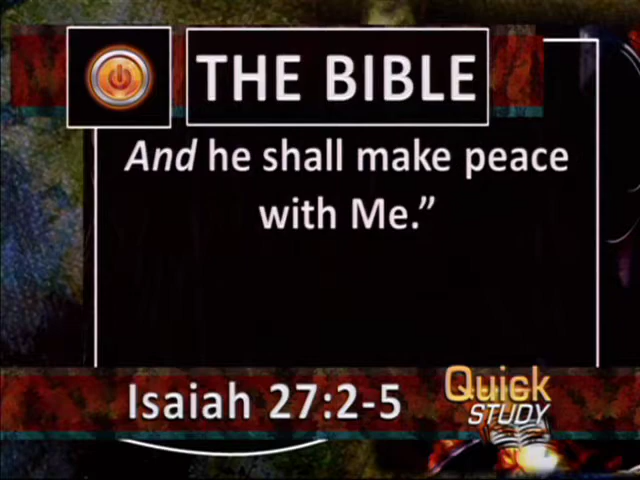 THE BIBLE
And he shall make peace
with Me.”
Isaiah 27:2-5
Quick
STUDY